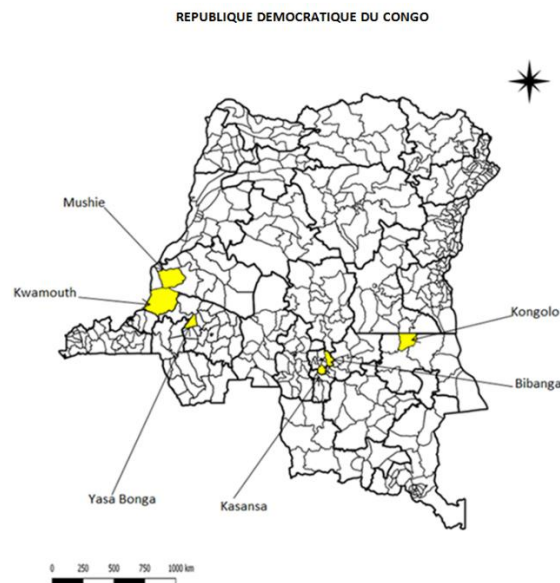 REPUBLIQUE DEMOCRATIQUE DU CONGO
Mushie
Kwamouth
Kongolo
Bibanga
Yasa Bonga
Kasansa
0 250 500 750 1000 km